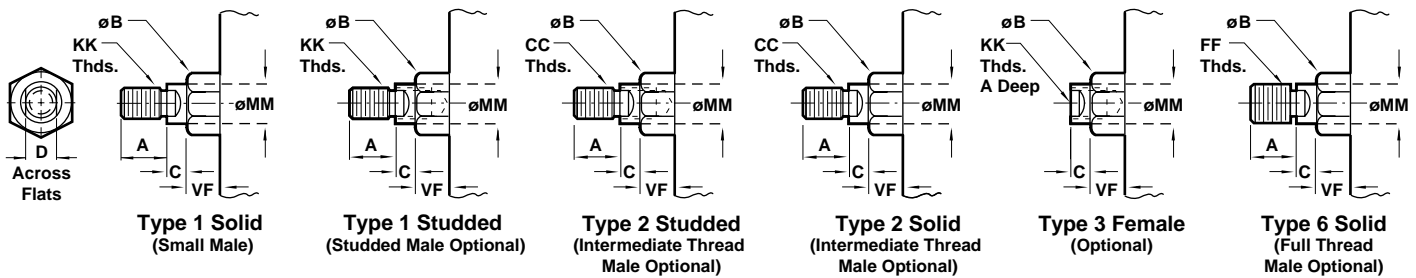 D
Across
Flats
øB
KK
Thds.
øMM
A
C
VF
Type 1 Solid
(Small Male)
øB
KK
Thds.
øMM
A
C
VF
Type 1 Studded
(Studded Male Optional)
øB
CC
Thds.
øMM
A
C
VF
Type 2 Studded
(Intermediate Thread
Male Optional)
øB
CC
Thds.
øMM
A
C
VF
Type 2 Solid
(Intermediate Thread
Male Optional)
øB
KK
Thds.
A Deep
øMM
C
VF
Type 3 Female
(Optional)
øB
FF
Thds.
øMM
A
C
VF
Type 6 Solid
(Full Thread
Male Optional)